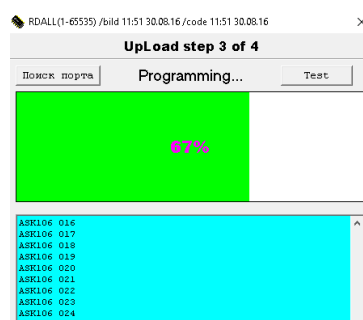 RDALL(1-65535) /bild 11:51 30.08.16 /code 11:51 30.08.16
UpLoad step 3 of 4
Поиск порта Programming... Test
67%
ASK106 016
ASK106 017
ASK106 018
ASK106 019
ASK106 020
ASK106 021
ASK106 022
ASK106 023
ASK106 024